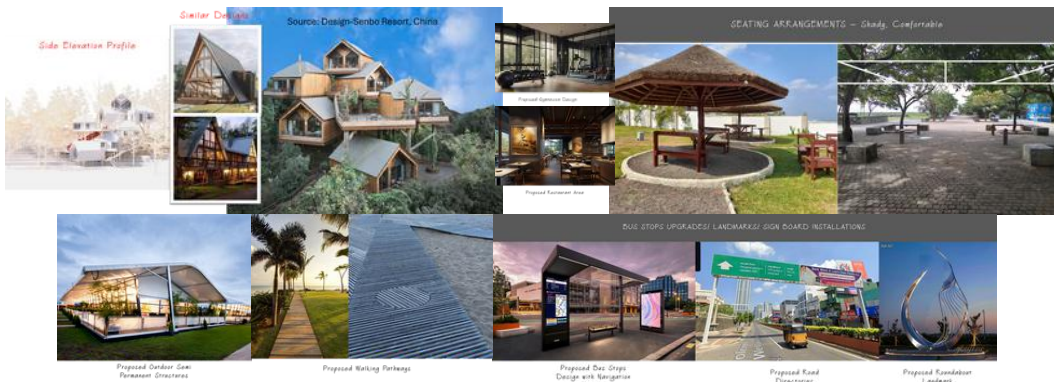 Similar Designs
Source: Design-Senbo Resort, China
Side Elevation Profile
Proposed Gymnasium Design
Proposed Restaurant Area
SEATING ARRANGEMENTS – Shady, Comfortable
BUS STOPS UPGRADES/ LANDMARKS/ SIGN BOARD INSTALLATIONS
Proposed Outdoor Semi
Permanent Structures
Proposed Walking Pathways
Proposed Bus Stops
Design with Navigation
Proposed Road
Directories
Proposed Roundabout
Landmark